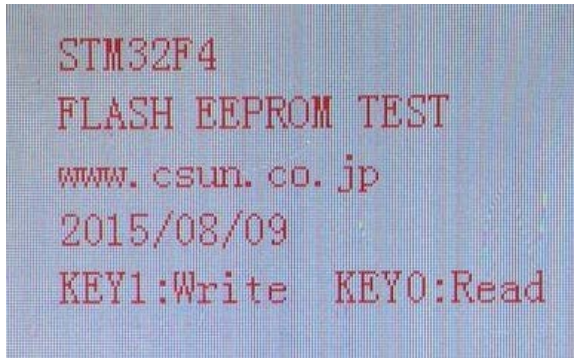 STM32F4
FLASH EEPROM TEST
www.csun.co.jp
2015/08/09
KEY1:Write KEY0:Read